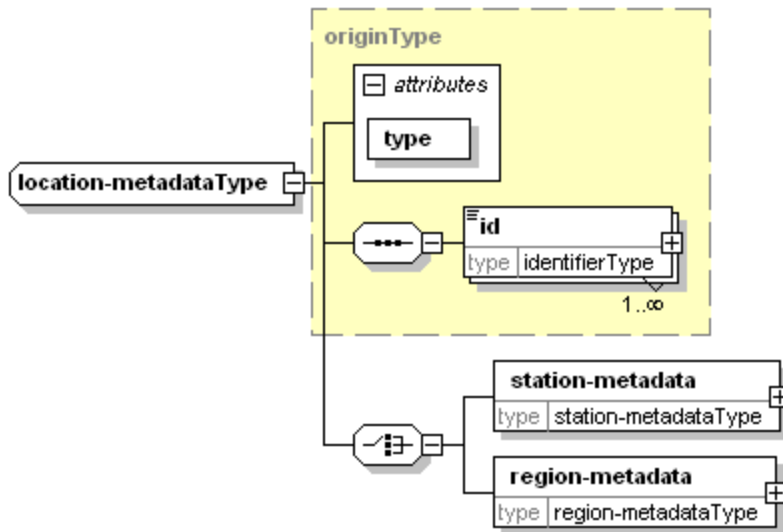 originType
attributes
type
location-metadataType
id
type identifierType
1..∞
station-metadata
type station-metadataType
region-metadata
type region-metadataType